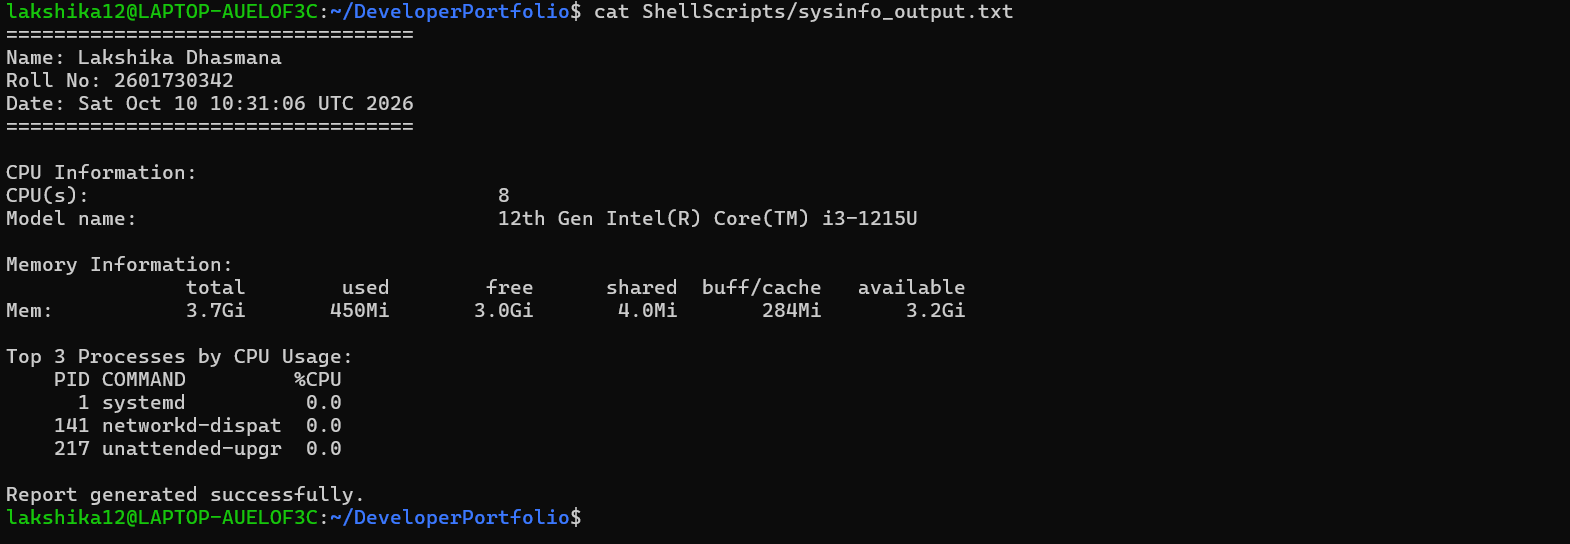 lakshika12@LAPTOP-AUELOF3C:~/DeveloperPortfolio$ cat ShellScripts/sysinfo_output.txt
==================================
Name: Lakshika Dhasmana
Roll No: 2601730342
Date: Sat Oct 10 10:31:06 UTC 2026
==================================
CPU Information:
CPU(s):                                  8
Model name:                              12th Gen Intel(R) Core(TM) i3-1215U
Memory Information:
               total        used        free      shared  buff/cache   available
Mem:           3.7Gi       450Mi       3.0Gi       4.0Mi       284Mi       3.2Gi
Top 3 Processes by CPU Usage:
    PID COMMAND         %CPU
      1 systemd          0.0
    141 networkd-dispat  0.0
    217 unattended-upgr  0.0
Report generated successfully.
lakshika12@LAPTOP-AUELOF3C:~/DeveloperPortfolio$